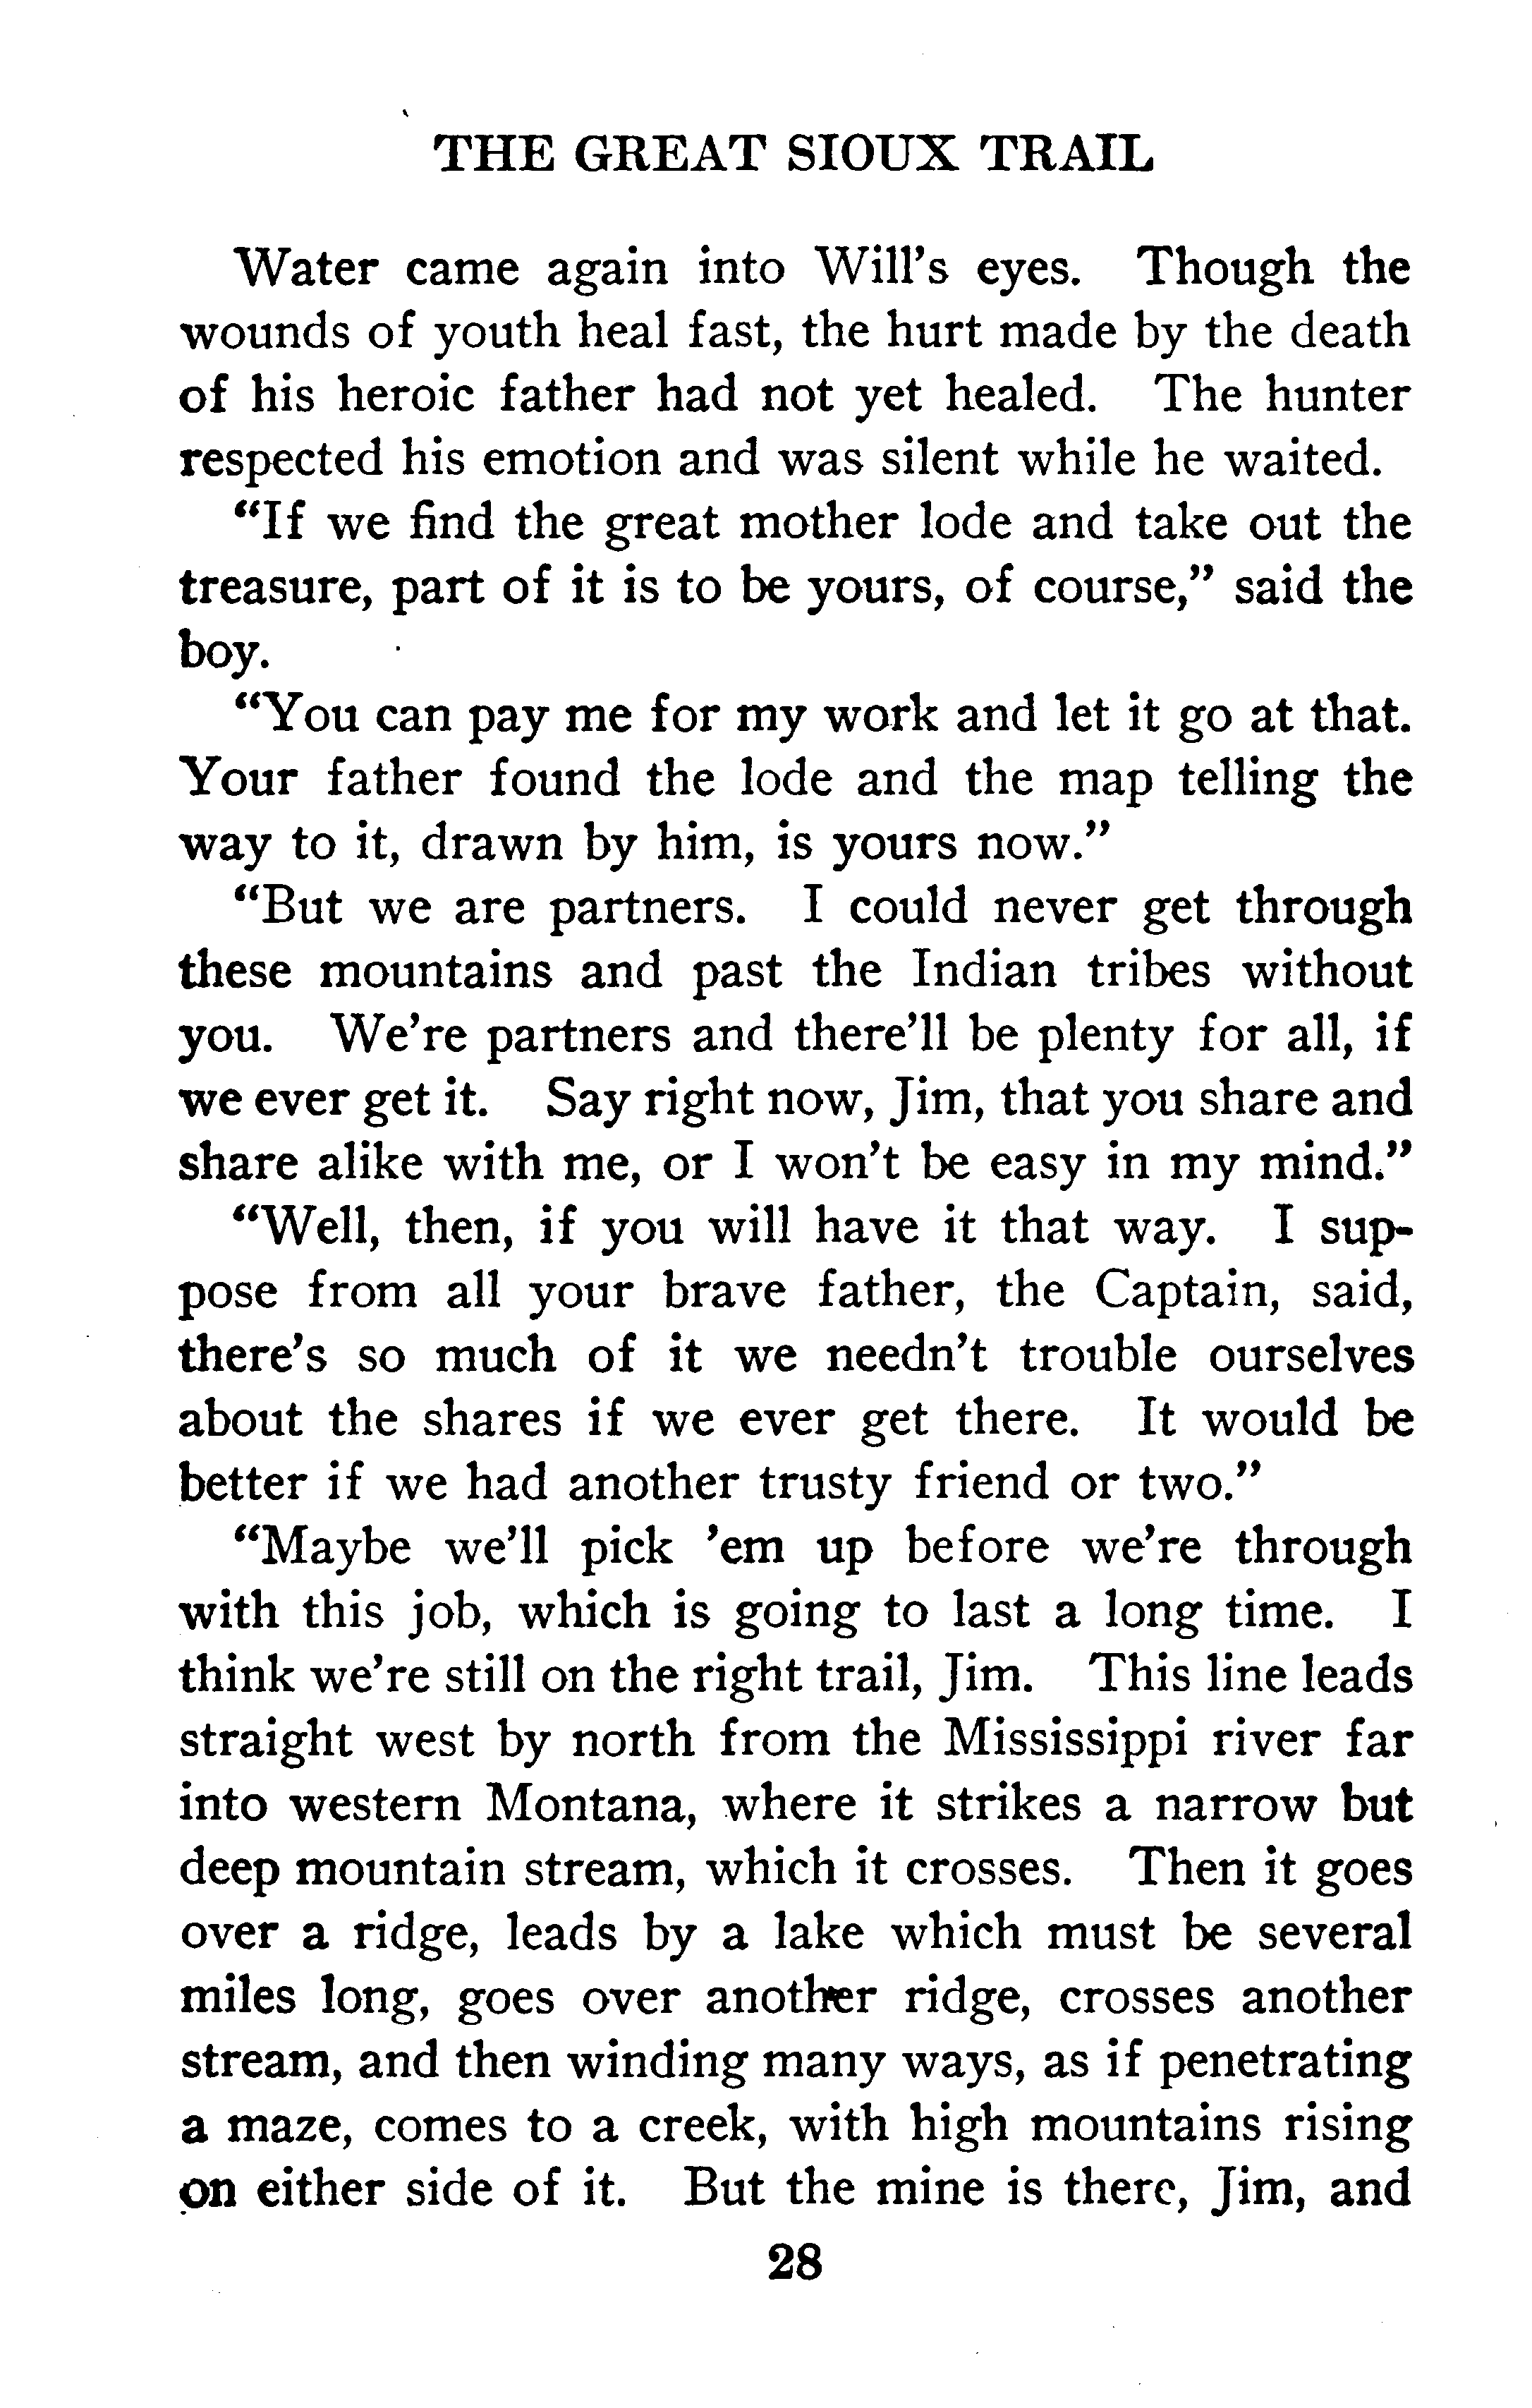 THE GREAT SIOUX TRAIL
Water came again into Will's eyes. Though the
wounds of youth heal fast, the hurt made by the death
of his heroic father had not yet healed. The hunter
respected his emotion and was silent while he waited.
"If we find the great mother lode and take out the
treasure, part of it is to be yours, of course," said the
boy.
"You can pay me for my work and let it go at that.
Your father found the lode and the map telling the
way to it, drawn by him, is yours now."
"But we are partners. I could never get through
these mountains and past the Indian tribes without
you. We're partners and there'll be plenty for all, if
we ever get it. Say right now, Jim, that you share and
share alike with me, or I won't be easy in my mind."
"Well, then, if you will have it that way. I sup-
pose from all your brave father, the Captain, said,
there's so much of it we needn't trouble ourselves
about the shares if we ever get there. It would be
better if we had another trusty friend or two."
"Maybe we'll pick 'em up before we're through
with this job, which is going to last a long time. I
think we're still on the right trail, Jim. This line leads
straight west by north from the Mississippi river far
into western Montana, where it strikes a narrow but
deep mountain stream, which it crosses. Then it goes
over a ridge, leads by a lake which must be several
miles long, goes over another ridge, crosses another
stream, and then winding many ways, as if penetrating
a maze, comes to a creek, with high mountains rising
on either side of it. But the mine is there, Jim, and
28